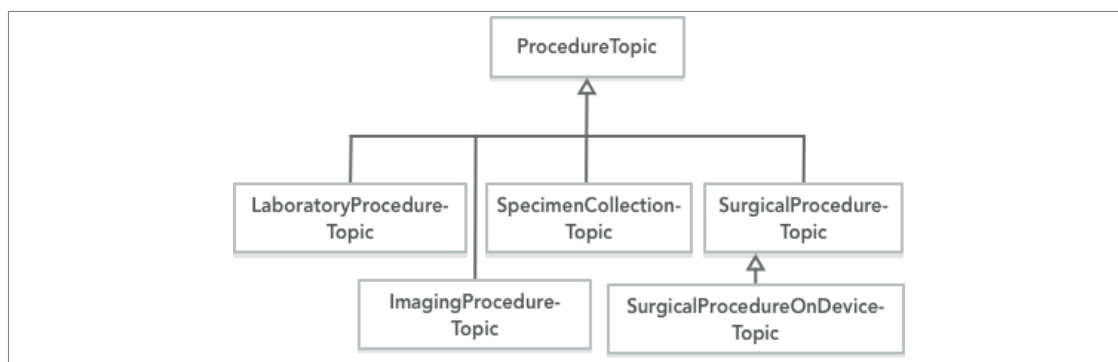 ProcedureTopic
LaboratoryProcedure-
Topic
SpecimenCollection-
Topic
SurgicalProcedure-
Topic
ImagingProcedure-
Topic
SurgicalProcedureOnDevice-
Topic